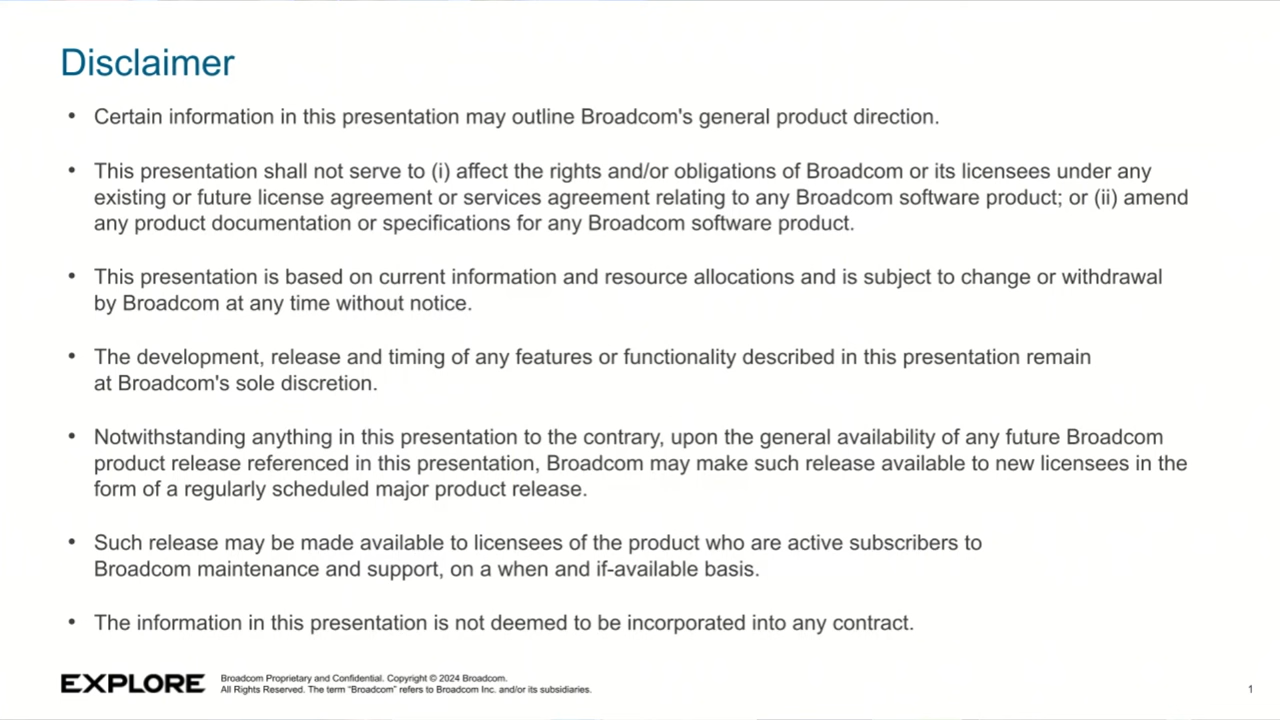 Disclaimer
• Certain information in this presentation may outline Broadcom's general product direction.
• This presentation shall not serve to (i) affect the rights and/or obligations of Broadcom or its licensees under any
existing or future license agreement or services agreement relating to any Broadcom software product; or (ii) amend
any product documentation or specifications for any Broadcom software product.
• This presentation is based on current information and resource allocations and is subject to change or withdrawal
by Broadcom at any time without notice.
• The development, release and timing of any features or functionality described in this presentation remain
at Broadcom's sole discretion.
• Notwithstanding anything in this presentation to the contrary, upon the general availability of any future Broadcom
product release referenced in this presentation, Broadcom may make such release available to new licensees in the
form of a regularly scheduled major product release.
• Such release may be made available to licensees of the product who are active subscribers to
Broadcom maintenance and support, on a when and if-available basis.
• The information in this presentation is not deemed to be incorporated into any contract.
EXPLORE
Broadcom Proprietary and Confidential. Copyright © 2024 Broadcom.
All Rights Reserved. The term “Broadcom” refers to Broadcom Inc. and/or its subsidiaries.
1